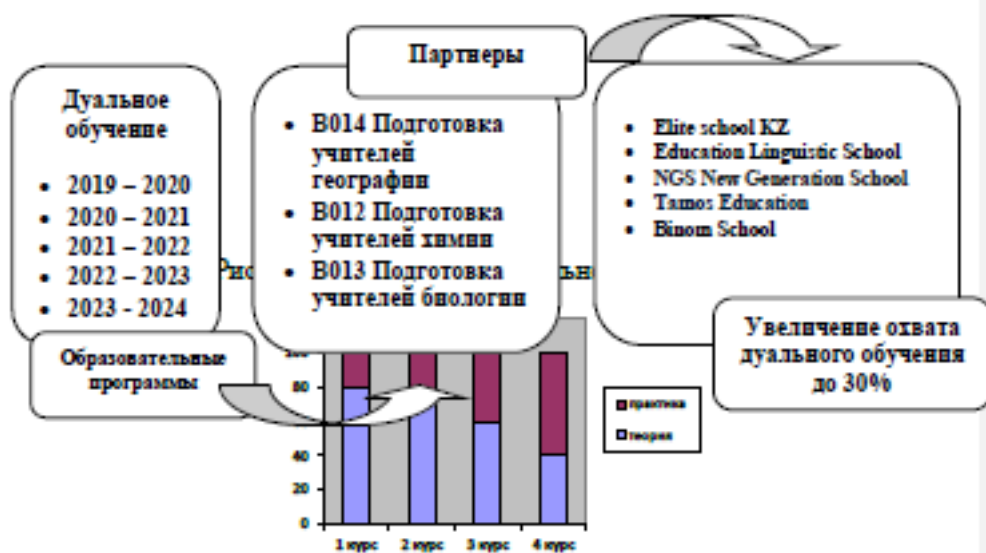 Партнеры
Дуальное
обучение
• 2019 – 2020
• 2020 – 2021
• 2021 – 2022
• 2022 – 2023
• 2023 - 2024
• В014 Подготовка
учителей
географии
• В012 Подготовка
учителей химии
• В013 Подготовка
учителей биологии
• Elite school KZ
• Education Linguistic School
• NGS New Generation School
• Tamos Education
• Binom School
Образовательные
программы
Увеличение охвата
дуального обучения
до 30%
80
60
40
20
0
практика
теория
1 курс 2 курс 3 курс 4 курс